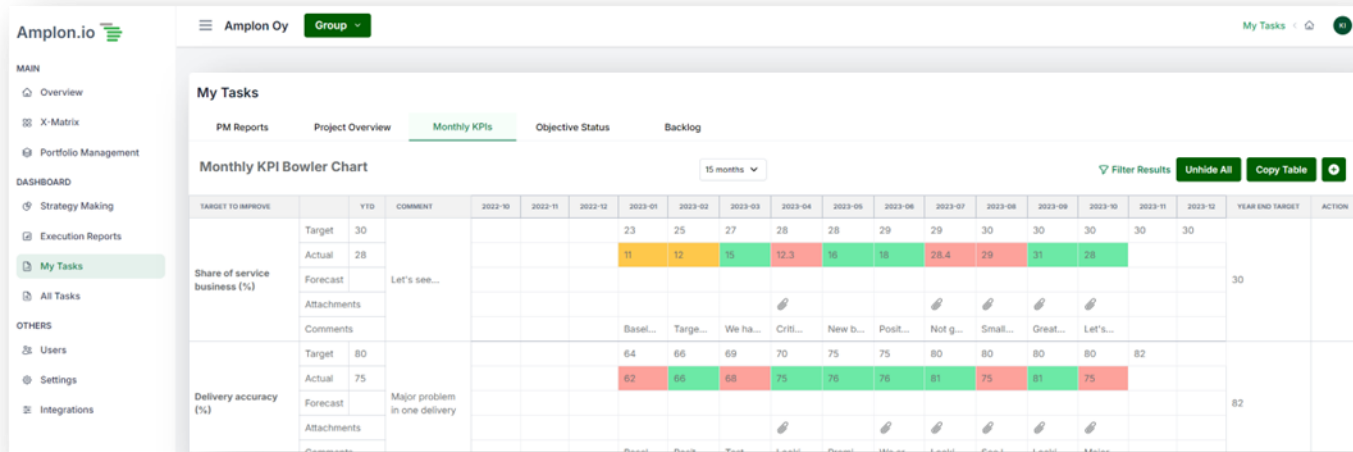 Amplon.io
Amplon Oy Group
My Tasks
KI
MAIN
Overview
X-Matrix
Portfolio Management
DASHBOARD
Strategy Making
Execution Reports
My Tasks
All Tasks
OTHERS
Users
Settings
Integrations
My Tasks
PM Reports Project Overview Monthly KPIs Objective Status Backlog
Monthly KPI Bowler Chart 15 months Filter Results Unhide All Copy Table
TARGET TO IMPROVE YTD COMMENT 2022-10 2022-11 2022-12 2023-01 2023-02 2023-03 2023-04 2023-05 2023-06 2023-07 2023-08 2023-09 2023-10 2023-11 2023-12 YEAR END TARGET ACTION
Share of service business (%) Let's see... 30
Target 30 23 25 27 28 28 29 29 30 30 30 30 30
Actual 28 11 12 15 12.3 16 18 28.4 29 31 28
Forecast
Attachments
Comments Basel... Targe... We ha... Criti... New b... Posit... Not g... Small... Great... Let's...
Delivery accuracy (%) Major problem in one delivery 82
Target 80 64 66 69 70 75 75 80 80 80 80 82
Actual 75 62 66 68 75 76 76 81 75 81 75
Forecast
Attachments
Comments